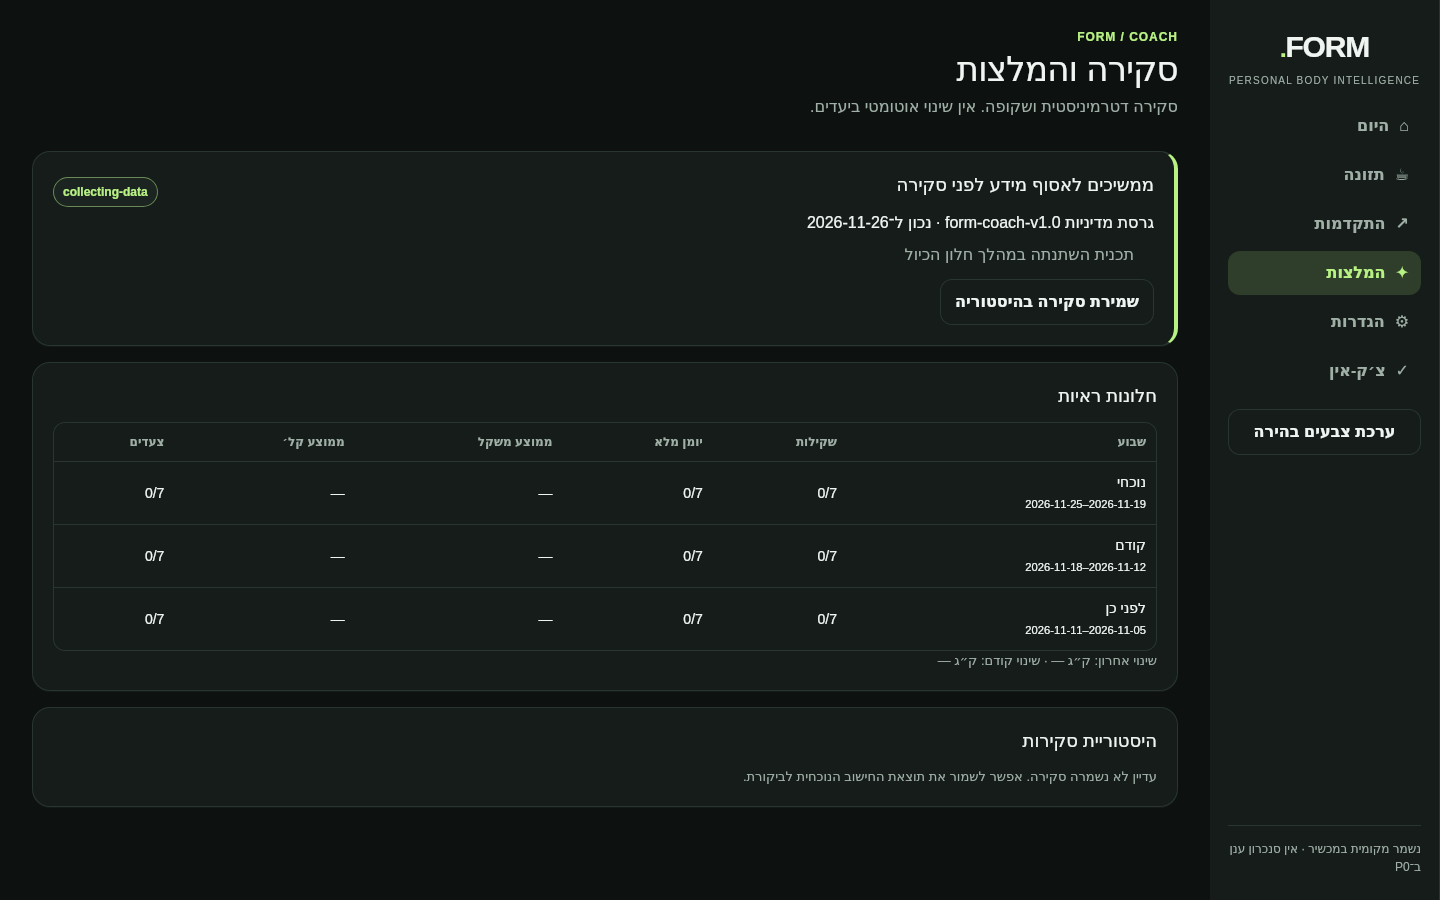 FORM.
PERSONAL BODY INTELLIGENCE
היום
תזונה
התקדמות
המלצות
הגדרות
צ׳ק-אין
ערכת צבעים בהירה
נשמר מקומית במכשיר · אין סנכרון ענן
ב־P0
FORM / COACH
סקירה והמלצות
סקירה דטרמיניסטית ושקופה. אין שינוי אוטומטי ביעדים.
ממשיכים לאסוף מידע לפני סקירה
collecting-data
גרסת מדיניות form-coach-v1.0 · נכון ל־2026-11-26
תכנית השתנתה במהלך חלון הכיול
שמירת סקירה בהיסטוריה
חלונות ראיות
שבוע שקילות יומן מלא ממוצע משקל ממוצע קל׳ צעדים
נוכחי 0/7 0/7 — — 0/7
2026-11-19–2026-11-25
קודם 0/7 0/7 — — 0/7
2026-11-12–2026-11-18
לפני כן 0/7 0/7 — — 0/7
2026-11-05–2026-11-11
שינוי אחרון: ק״ג — · שינוי קודם: ק״ג —
היסטוריית סקירות
עדיין לא נשמרה סקירה. אפשר לשמור את תוצאת החישוב הנוכחית לביקורת.